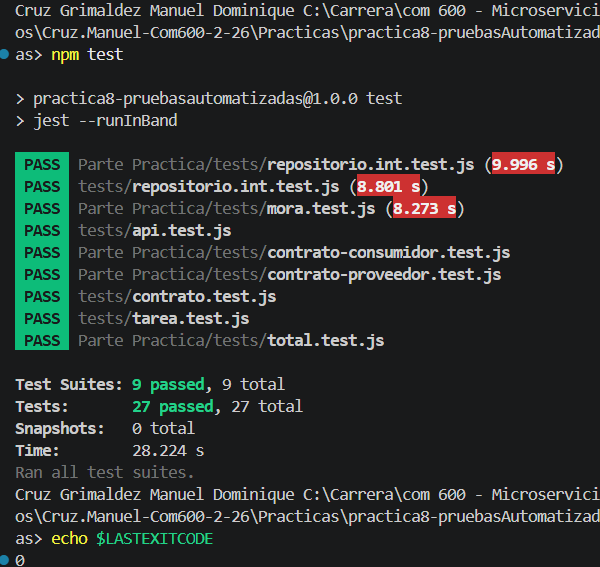 Cruz Grimaldez Manuel Dominique C:\Carrera\com 600 - Microservici
os\Cruz.Manuel-Com600-2-26\Practicas\practica8-pruebasAutomatizad
as> npm test
> practica8-pruebasautomatizadas@1.0.0 test
> jest --runInBand
PASS Parte Practica/tests/repositorio.int.test.js (9.996 s)
PASS tests/repositorio.int.test.js (8.801 s)
PASS Parte Practica/tests/mora.test.js (8.273 s)
PASS tests/api.test.js
PASS Parte Practica/tests/contrato-consumidor.test.js
PASS Parte Practica/tests/contrato-proveedor.test.js
PASS tests/contrato.test.js
PASS tests/tarea.test.js
PASS Parte Practica/tests/total.test.js
Test Suites: 9 passed, 9 total
Tests: 27 passed, 27 total
Snapshots: 0 total
Time: 28.224 s
Ran all test suites.
Cruz Grimaldez Manuel Dominique C:\Carrera\com 600 - Microservici
os\Cruz.Manuel-Com600-2-26\Practicas\practica8-pruebasAutomatizad
as> echo $LASTEXITCODE
0